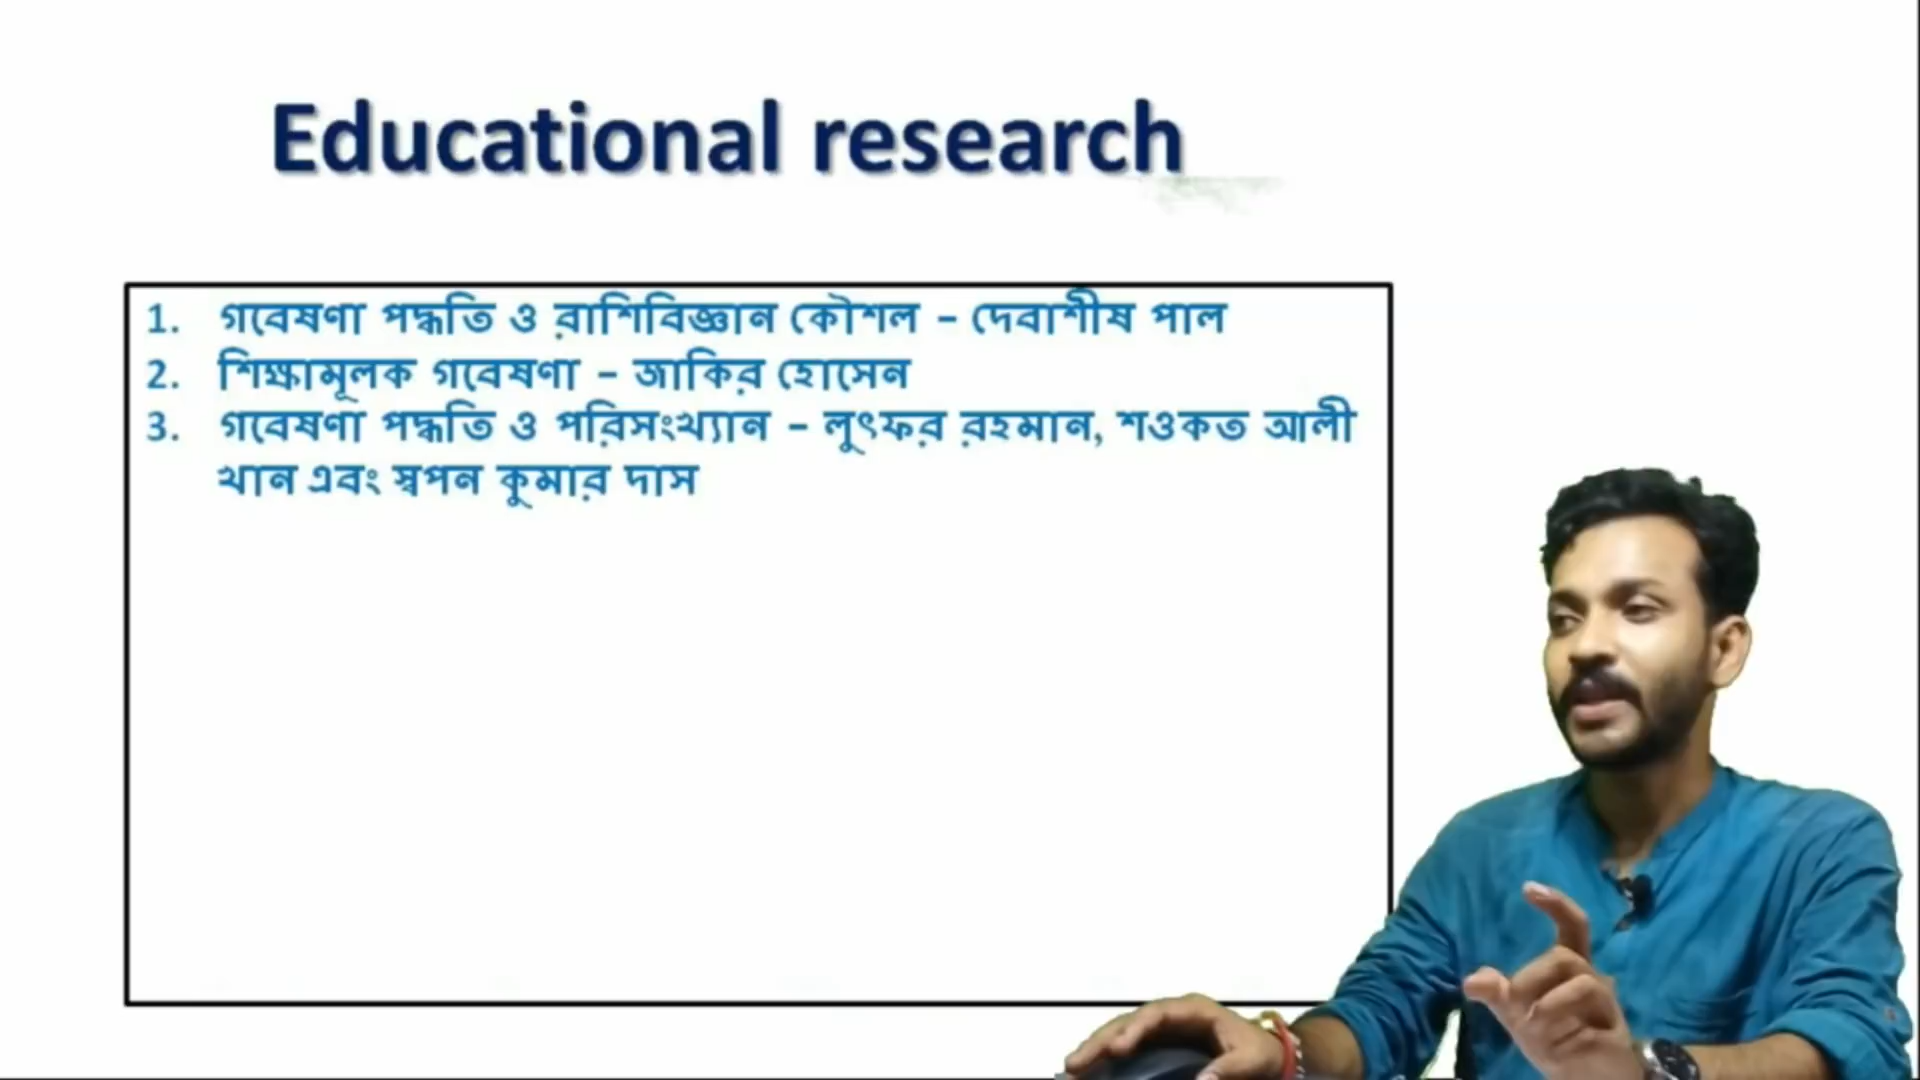 Educational research
1. গবেষণা পদ্ধতি ও রাশিবিজ্ঞান কৌশল – দেবাশীষ পাল
2. শিক্ষামূলক গবেষণা – জাকির হোসেন
3. গবেষণা পদ্ধতি ও পরিসংখ্যান – লুৎফর রহমান, শওকত আলী
খান এবং স্বপন কুমার দাস